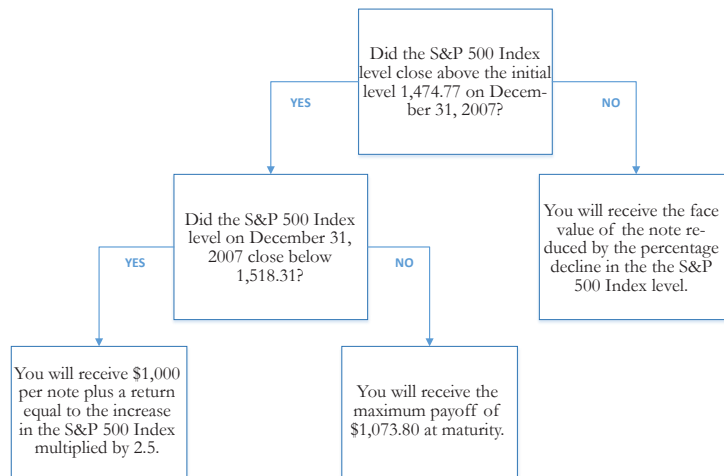 Did the S&P 500 Index
level close above the initial
level 1,474.77 on Decem-
ber 31, 2007?
YES
NO
Did the S&P 500 Index
level on December 31,
2007 close below
1,518.31?
You will receive the face
value of the note re-
duced by the percentage
decline in the the S&P
500 Index level.
YES
NO
You will receive $1,000
per note plus a return
equal to the increase
in the S&P 500 Index
multiplied by 2.5.
You will receive the
maximum payoff of
$1,073.80 at maturity.